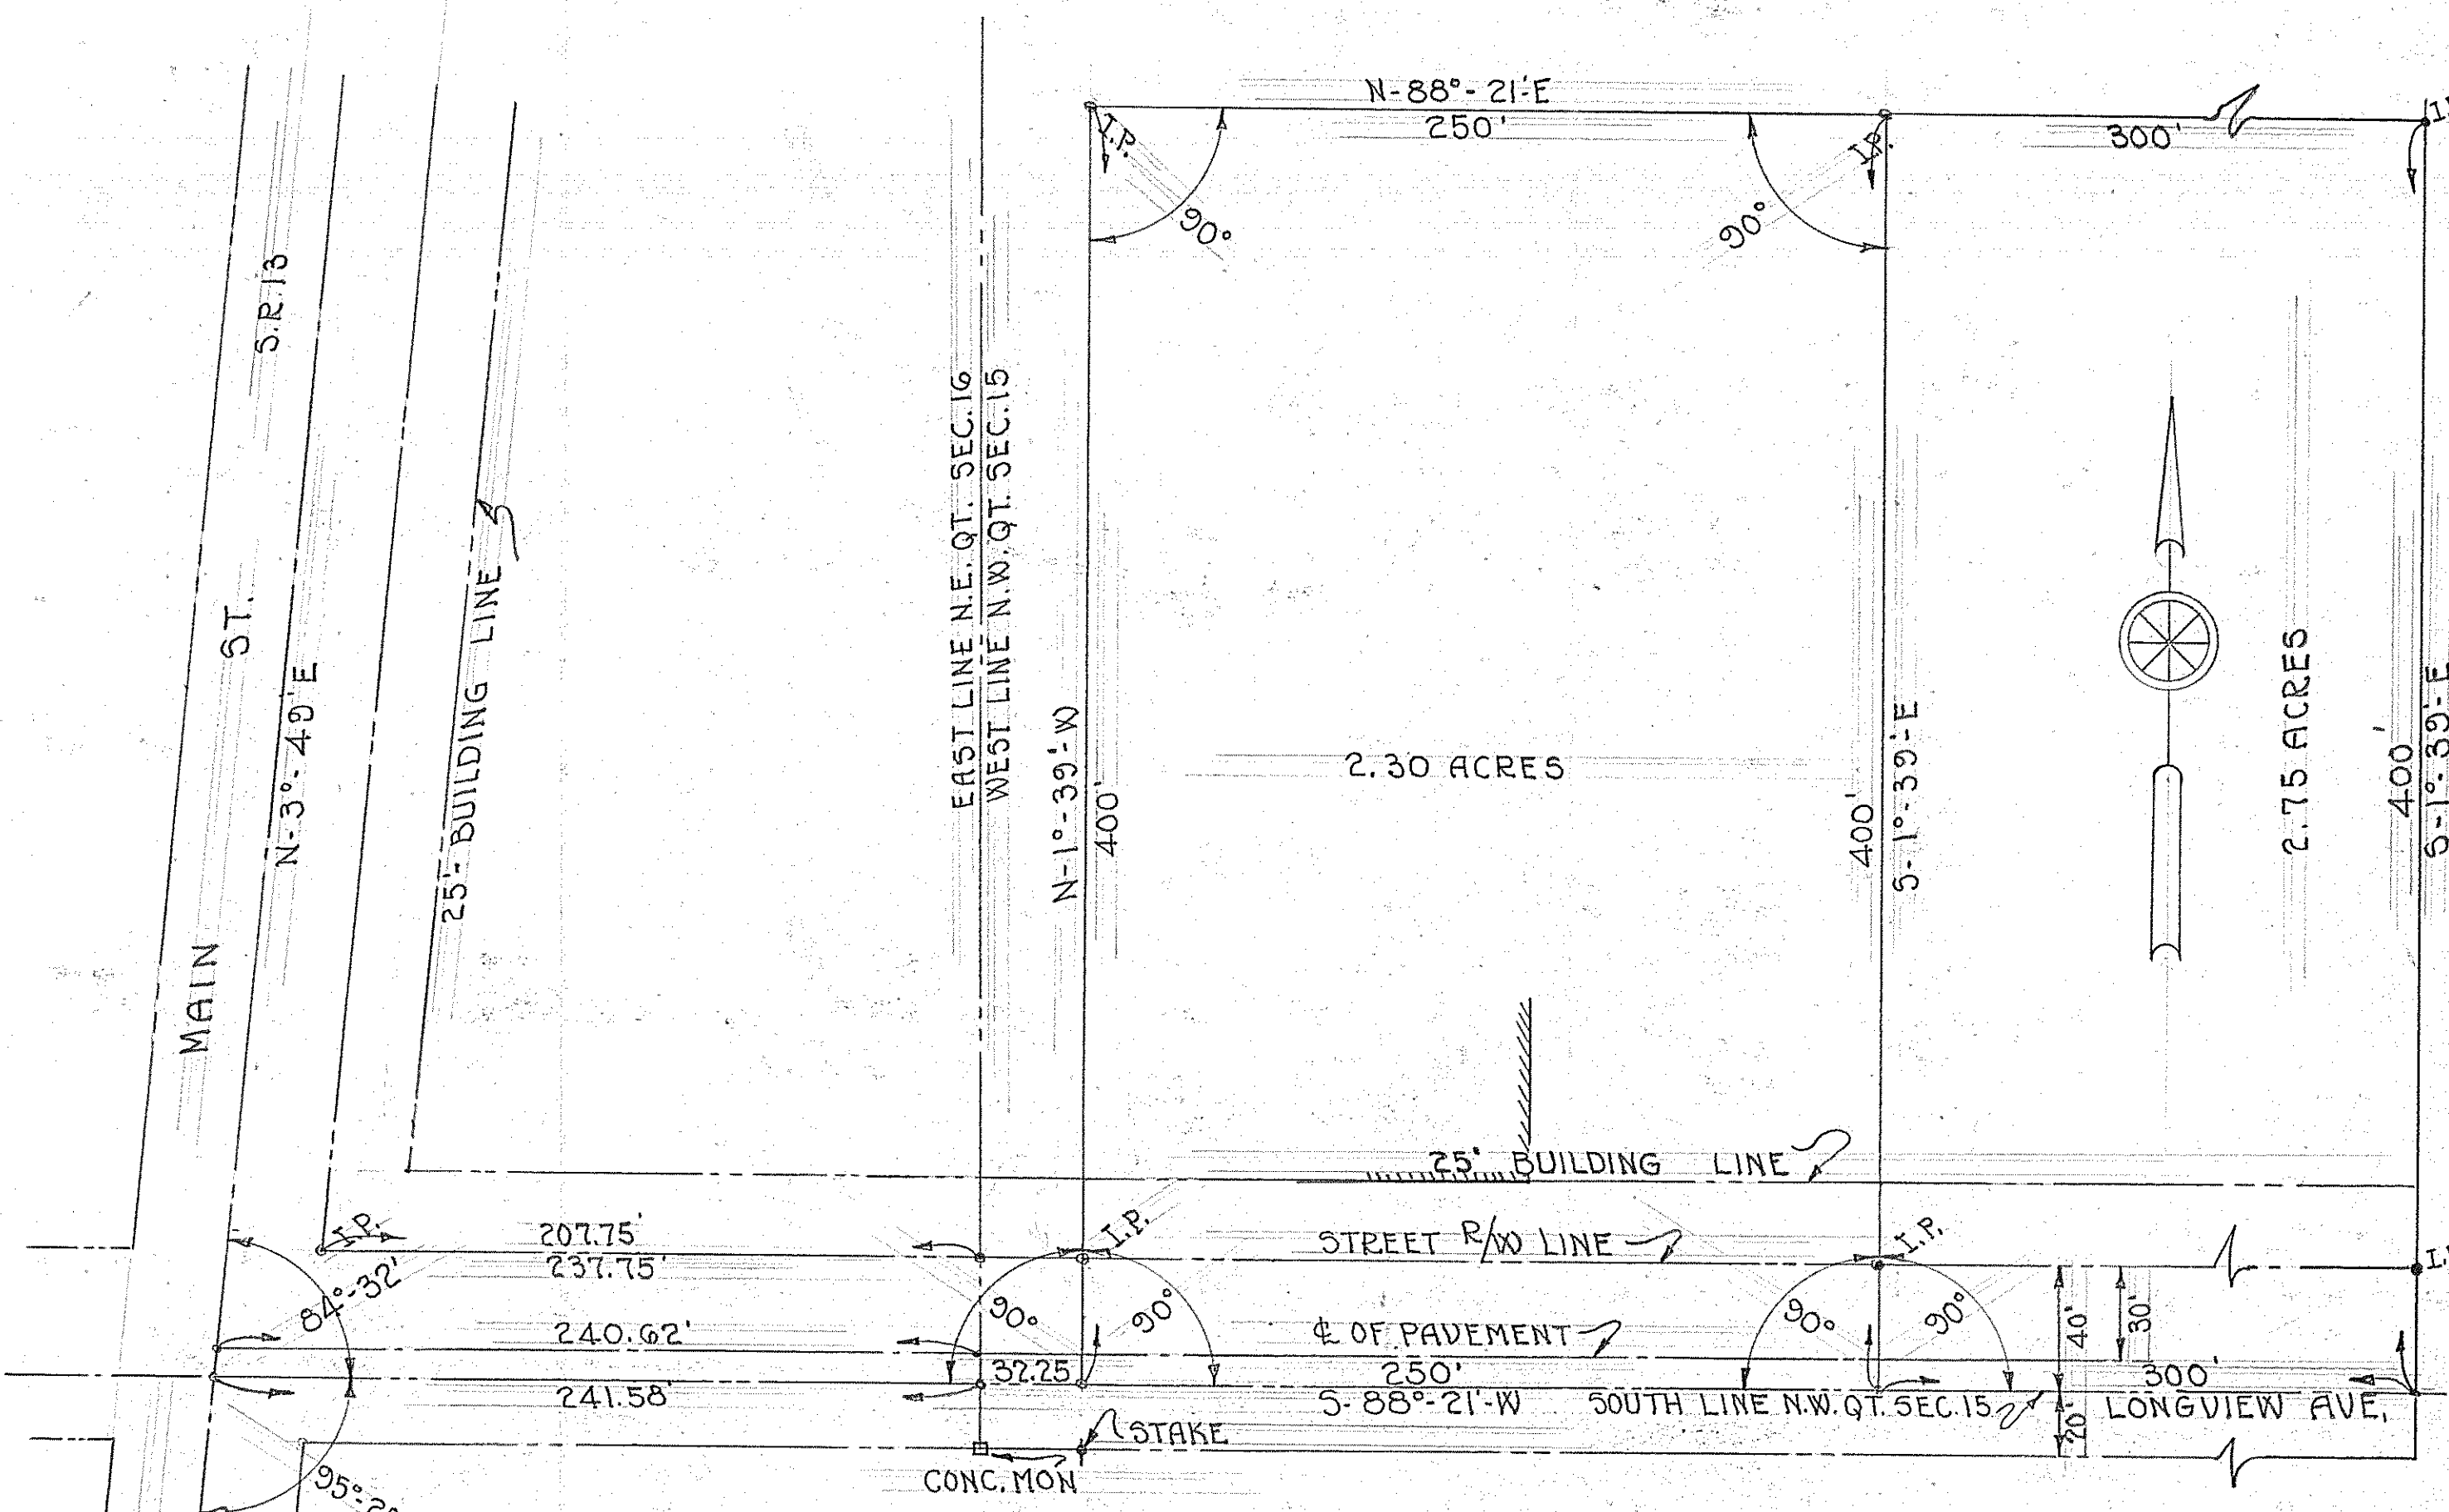 N-88°-21'-E
250'
300'
I.P.
I.P.
90°
90°
S.R.13
MAIN ST.
N-3°-49'E
25'-BUILDING LINE
EAST LINE N.E. QT. SEC.16
WEST LINE N.W. QT. SEC.15
N-1°-39'-W
400'
2.30 ACRES
400'
S-1°-39'-E
2.75 ACRES
400'
S-1°-39'-E
25' BUILDING LINE
I.P.
207.75'
237.75'
I.P.
STREET R/W LINE
I.P.
84°-32'
90°
90°
90°
90°
40'
30'
240.62'
℄ OF PAVEMENT
32.25
250'
300'
241.58'
S-88°-21'-W
SOUTH LINE N.W. QT. SEC.15
LONGVIEW AVE.
20'
STAKE
CONC. MON